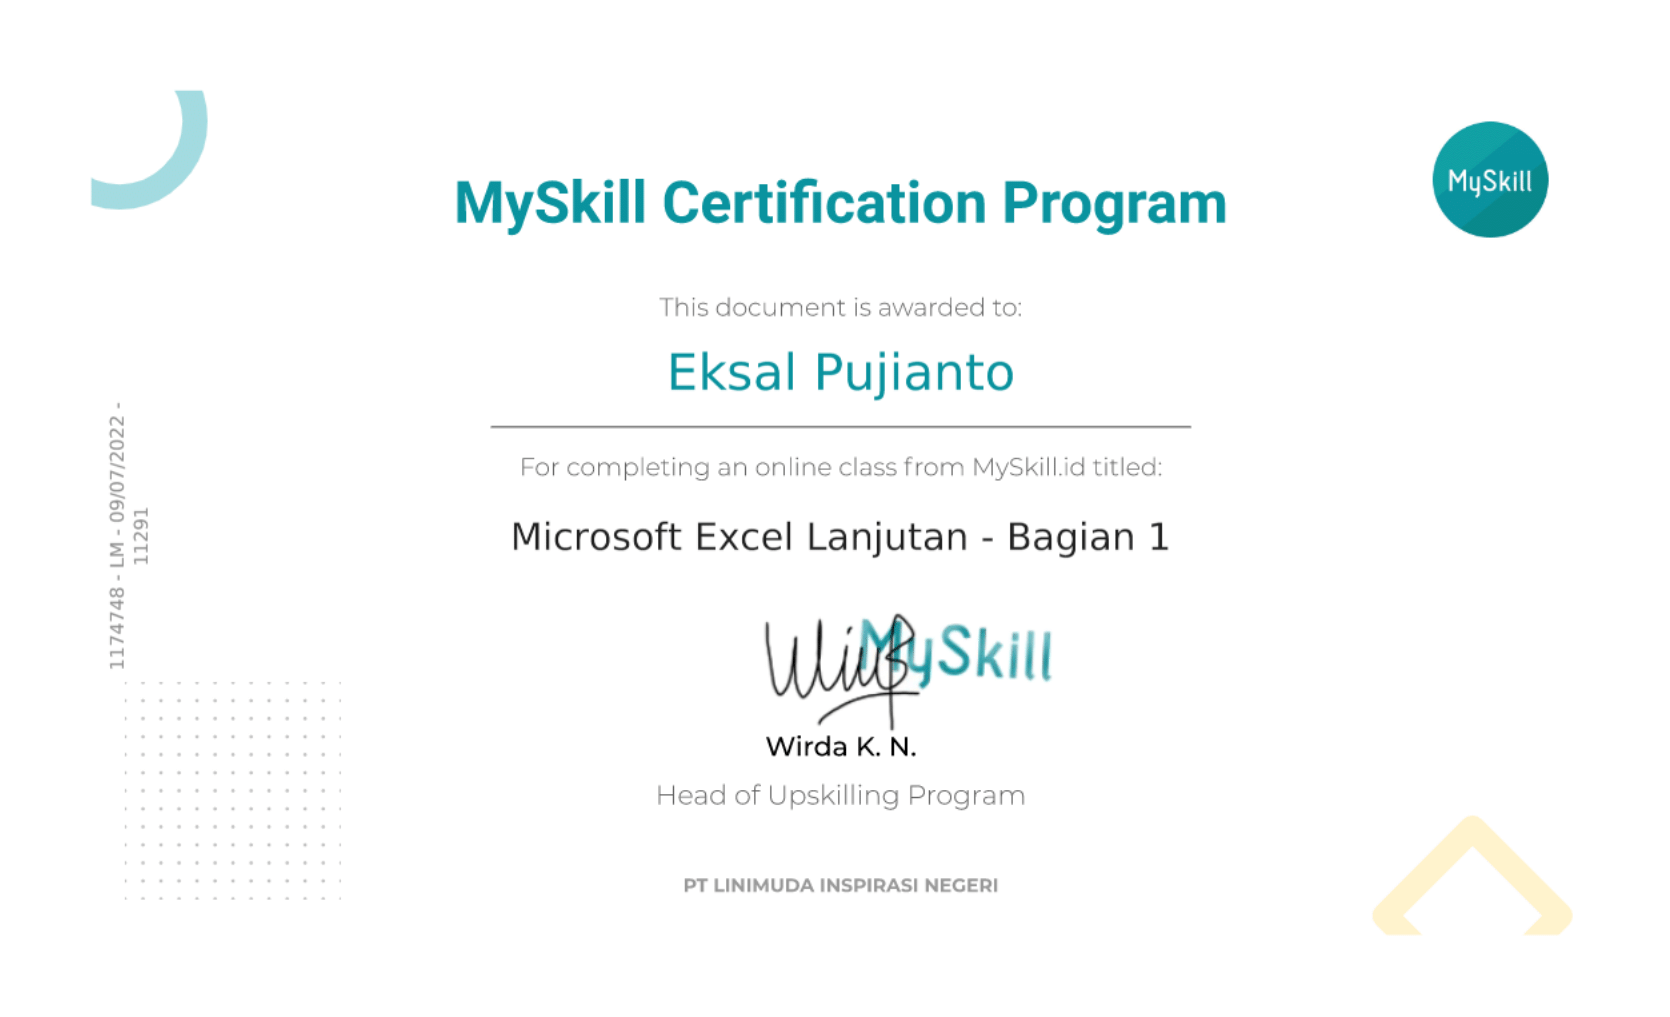 MySkill
MySkill Certification Program
This document is awarded to:
Eksal Pujianto
For completing an online class from MySkill.id titled:
Microsoft Excel Lanjutan - Bagian 1
MySkill
Wirda K. N.
Head of Upskilling Program
PT LINIMUDA INSPIRASI NEGERI
1174748 - LM - 09/07/2022 -
11291